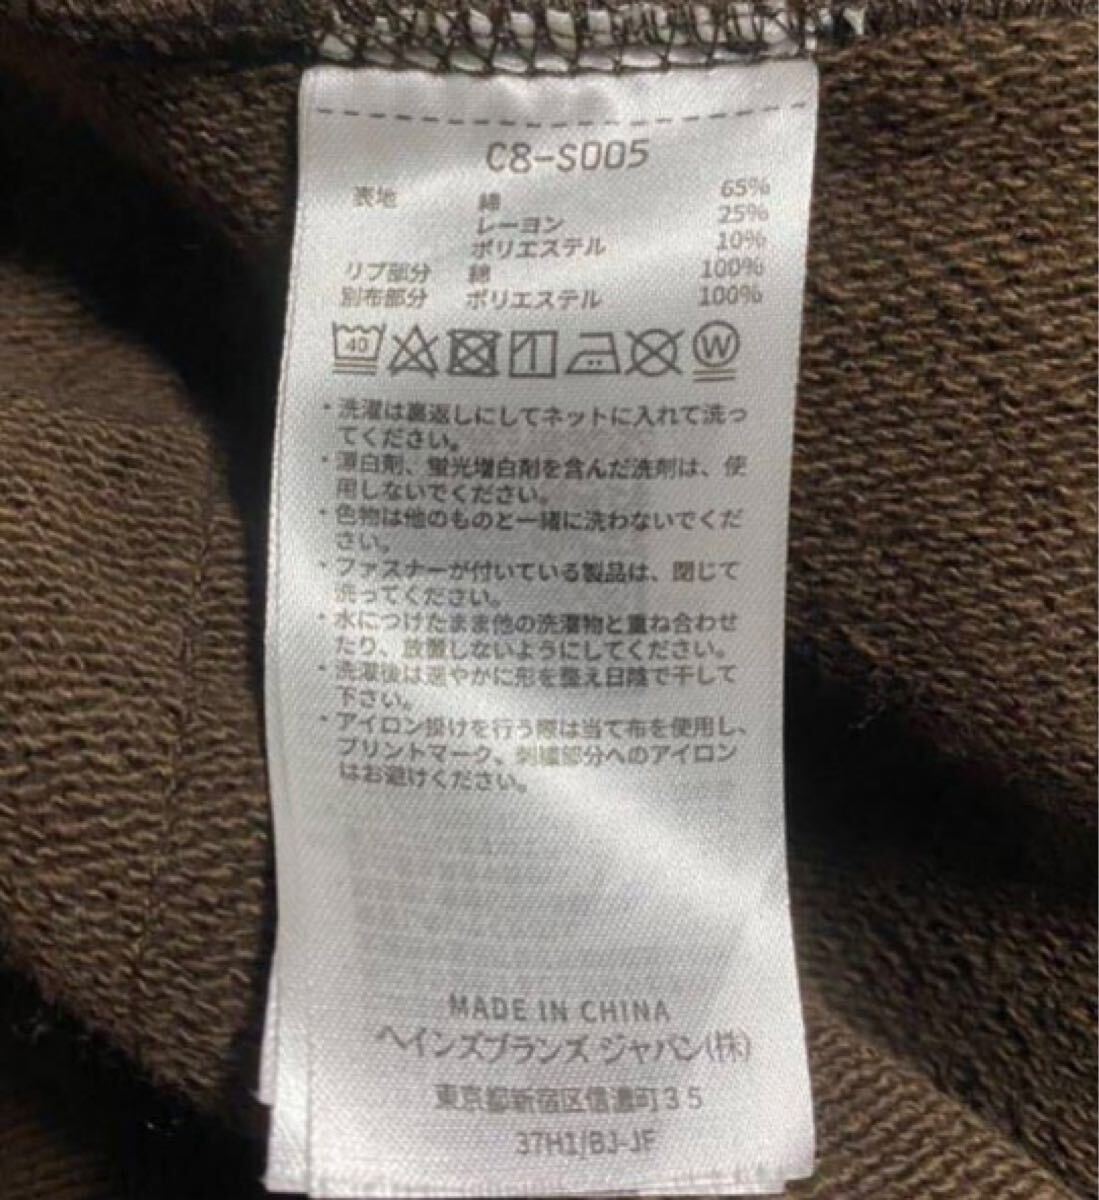 C8-S005
表地 綿 65%
レーヨン 25%
ポリエステル 10%
リブ部分 綿 100%
別布部分 ポリエステル 100%
40 W
・洗濯は裏返しにしてネットに入れて洗っ
てください。
・漂白剤、蛍光増白剤を含んだ洗剤は、使
用しないでください。
・色物は他のものと一緒に洗わないでくだ
さい。
・ファスナーが付いている製品は、閉じて
洗ってください。
・水につけたまま他の洗濯物と重ね合わせ
たり、放置しないようにしてください。
・洗濯後は速やかに形を整え日陰で干して
下さい。
・アイロン掛けを行う際は当て布を使用し、
プリントマーク、刺繍部分へのアイロン
はお避けください。
MADE IN CHINA
ヘインズブランズ ジャパン(株)
東京都新宿区信濃町35
37H1/BJ-JF